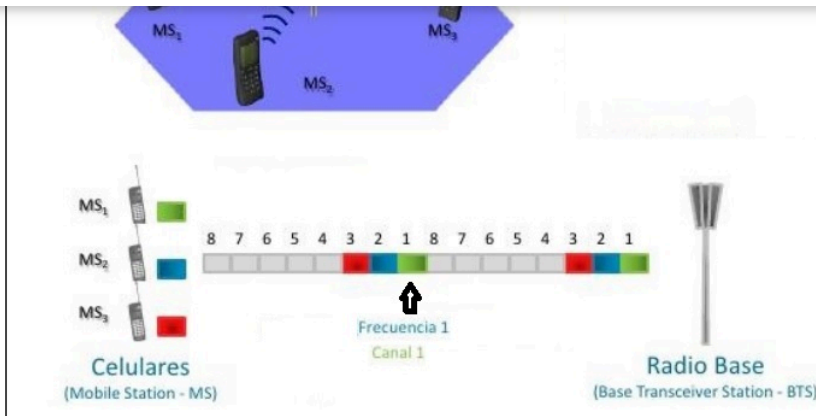 MS₁
MS₃
MS₂
MS₁
MS₂
MS₃
8 7 6 5 4 3 2 1 8 7 6 5 4 3 2 1
Frecuencia 1
Canal 1
Celulares
(Mobile Station - MS)
Radio Base
(Base Transceiver Station - BTS)